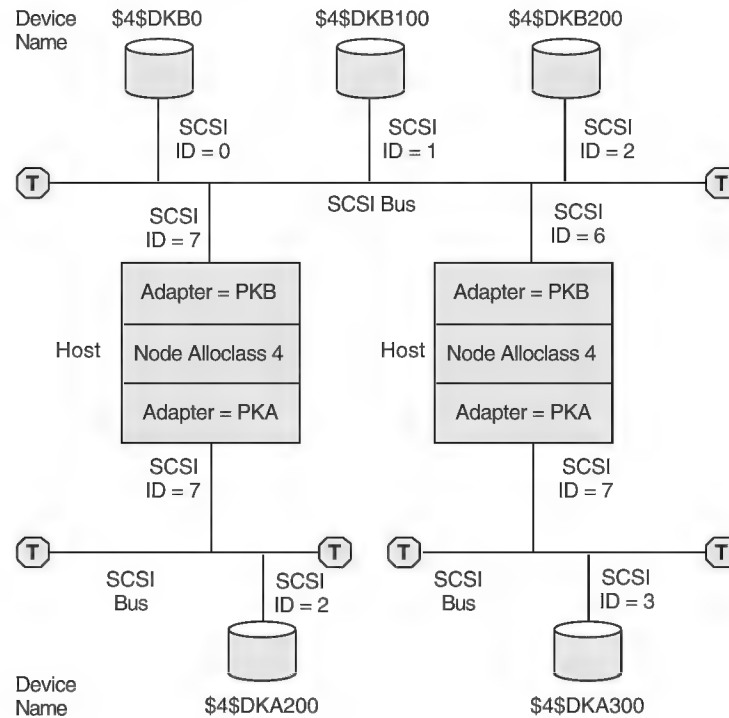 Device Name
$4$DKB0
$4$DKB100
$4$DKB200
SCSI
ID = 0
SCSI
ID = 1
SCSI
ID = 2
T
T
SCSI Bus
SCSI
ID = 7
SCSI
ID = 6
Adapter = PKB
Adapter = PKB
Host
Node Alloclass 4
Host
Node Alloclass 4
Adapter = PKA
Adapter = PKA
SCSI
ID = 7
SCSI
ID = 7
T
T
T
T
SCSI
Bus
SCSI
ID = 2
SCSI
Bus
SCSI
ID = 3
Device
Name
$4$DKA200
$4$DKA300